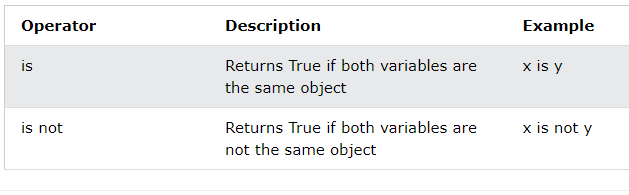 Operator Description Example
is Returns True if both variables are x is y
the same object
is not Returns True if both variables are x is not y
not the same object